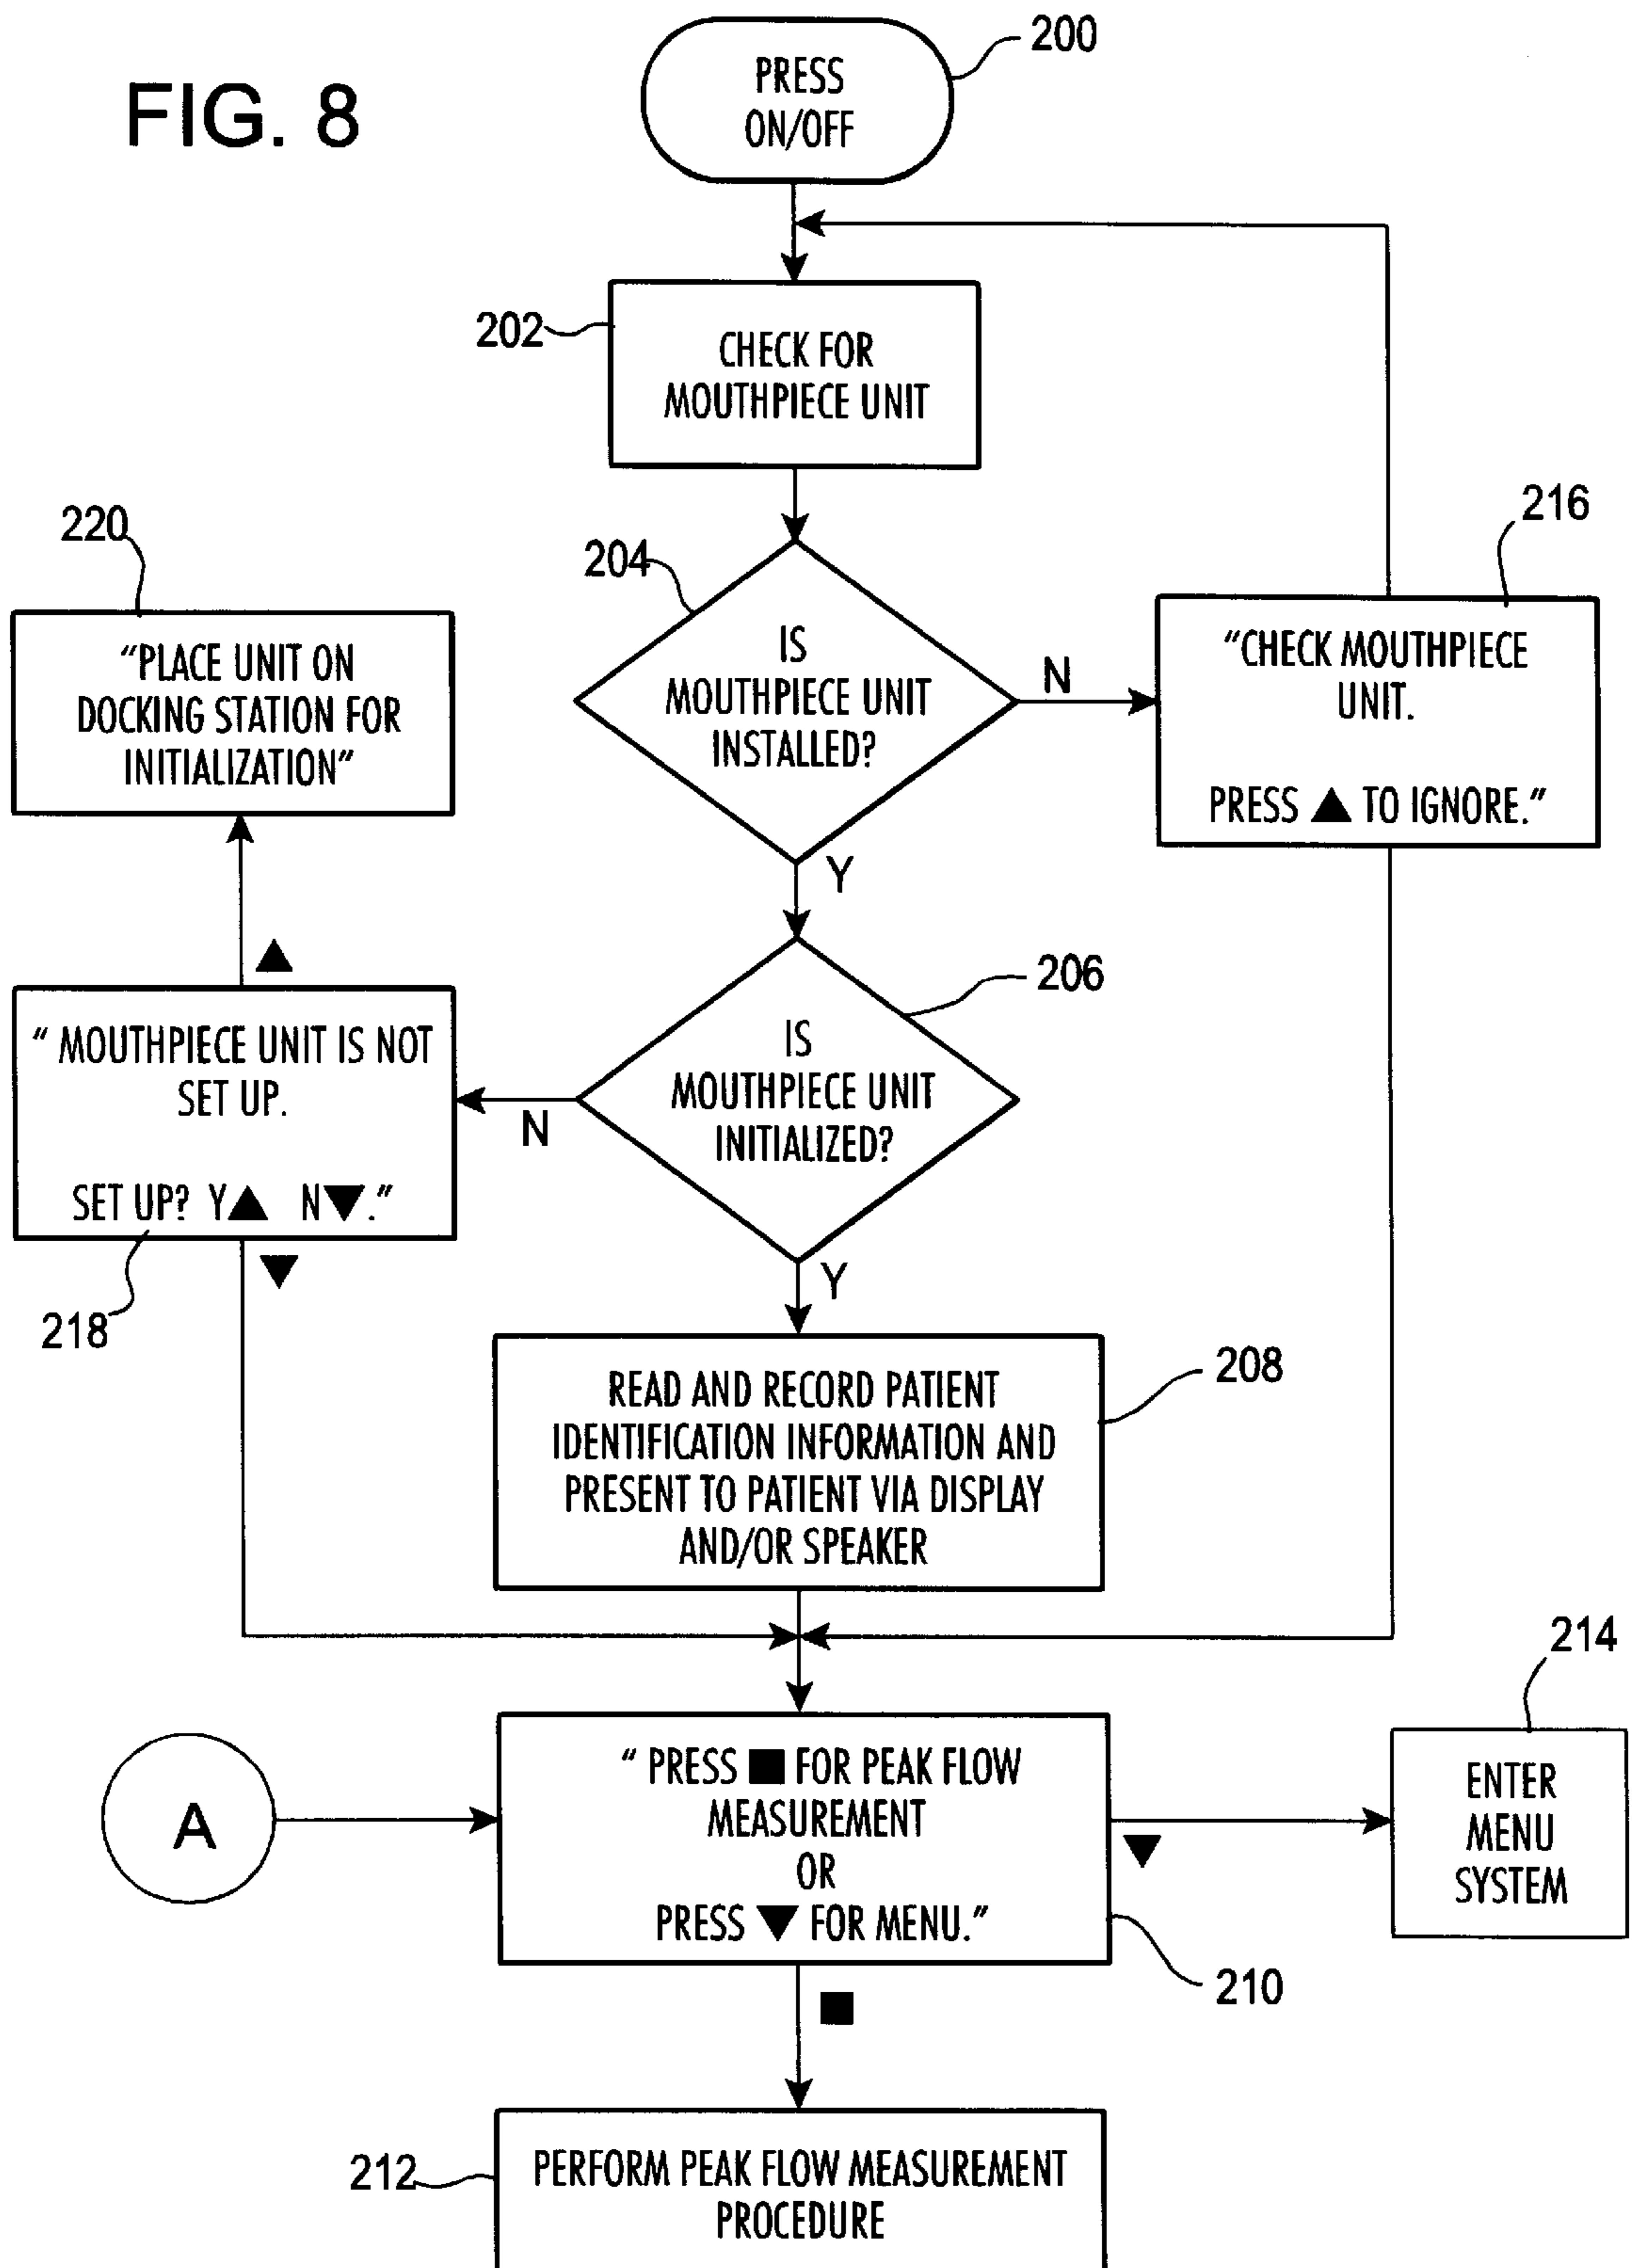 FIG. 8
200
PRESS
ON/OFF
202
CHECK FOR
MOUTHPIECE UNIT
204
IS
MOUTHPIECE UNIT
INSTALLED?
N
Y
216
"CHECK MOUTHPIECE
UNIT.
PRESS ▲ TO IGNORE."
220
"PLACE UNIT ON
DOCKING STATION FOR
INITIALIZATION"
▲
206
IS
MOUTHPIECE UNIT
INITIALIZED?
N
Y
" MOUTHPIECE UNIT IS NOT
SET UP.
SET UP? Y▲ N▼."
▼
218
208
READ AND RECORD PATIENT
IDENTIFICATION INFORMATION AND
PRESENT TO PATIENT VIA DISPLAY
AND/OR SPEAKER
A
" PRESS ■ FOR PEAK FLOW
MEASUREMENT
OR
PRESS ▼ FOR MENU."
210
▼
214
ENTER
MENU
SYSTEM
■
212
PERFORM PEAK FLOW MEASUREMENT
PROCEDURE